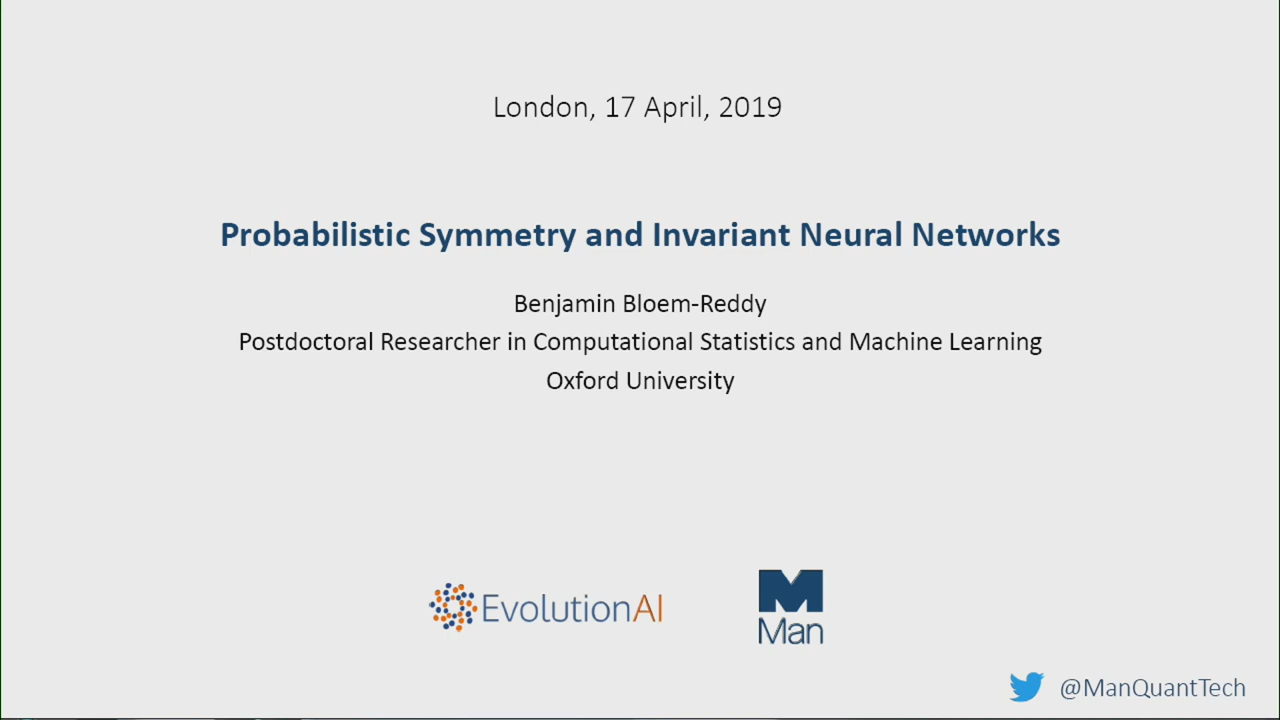 London, 17 April, 2019
Probabilistic Symmetry and Invariant Neural Networks
Benjamin Bloem-Reddy
Postdoctoral Researcher in Computational Statistics and Machine Learning
Oxford University
EvolutionAI
Man
@ManQuantTech